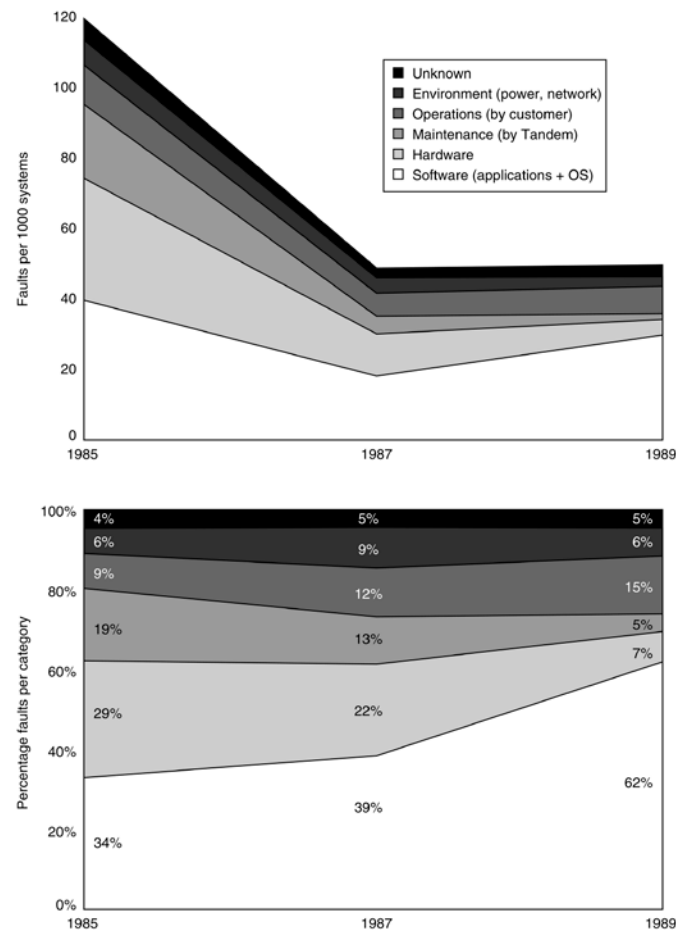 120
100
80
60
40
20
0
Faults per 1000 systems
Unknown
Environment (power, network)
Operations (by customer)
Maintenance (by Tandem)
Hardware
Software (applications + OS)
1985 1987 1989
100%
80%
60%
40%
20%
0%
Percentage faults per category
4% 5% 5%
6% 9% 6%
9% 12% 15%
19% 13% 5%
29% 22% 7%
34% 39% 62%
1985 1987 1989